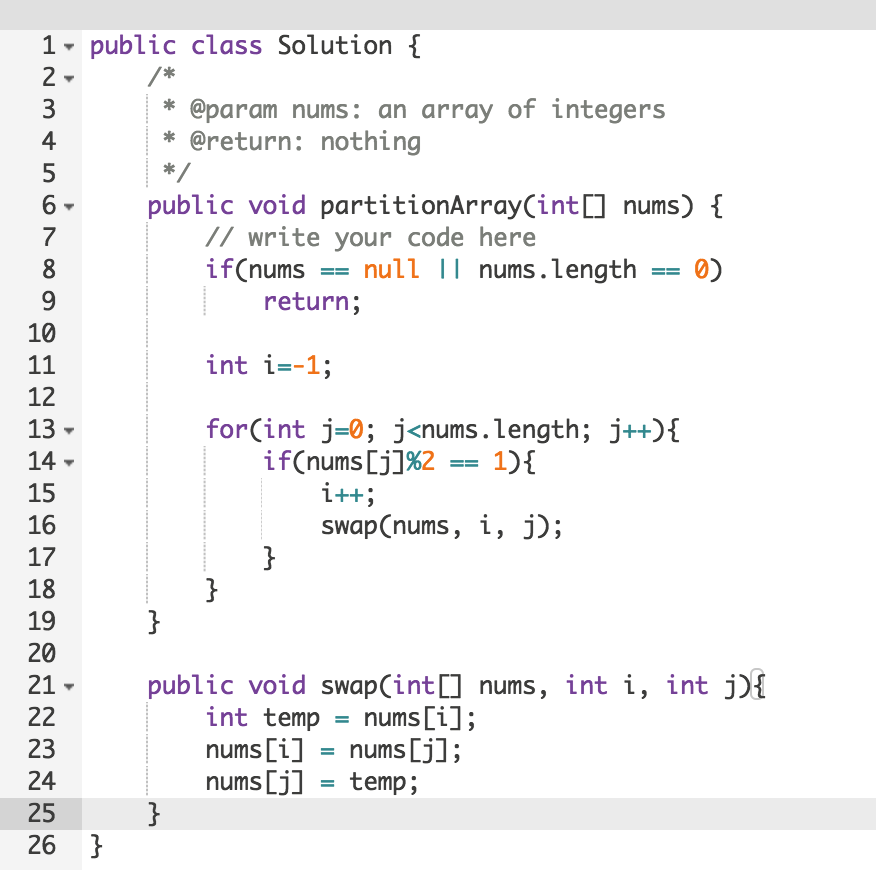 1 public class Solution {
2     /*
3      * @param nums: an array of integers
4      * @return: nothing
5      */
6     public void partitionArray(int[] nums) {
7         // write your code here
8         if(nums == null || nums.length == 0)
9             return;
10
11         int i=-1;
12
13         for(int j=0; j<nums.length; j++){
14             if(nums[j]%2 == 1){
15                 i++;
16                 swap(nums, i, j);
17             }
18         }
19     }
20
21     public void swap(int[] nums, int i, int j){
22         int temp = nums[i];
23         nums[i] = nums[j];
24         nums[j] = temp;
25     }
26 }